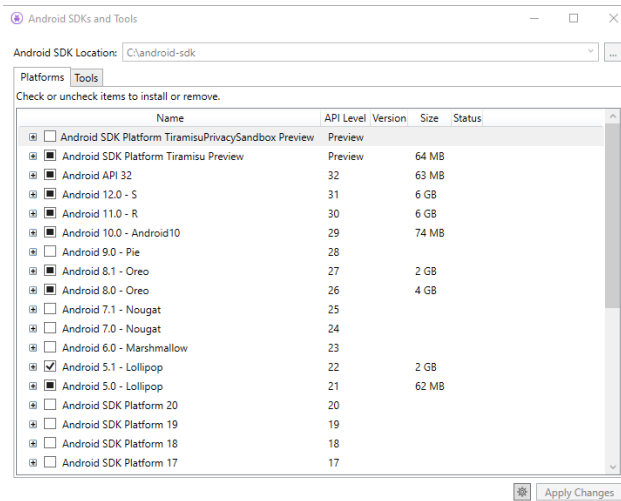 Android SDKs and Tools
Android SDK Location: C:\android-sdk ...
Platforms Tools
Check or uncheck items to install or remove.
Name API Level Version Size Status
Android SDK Platform TiramisuPrivacySandbox Preview Preview
Android SDK Platform Tiramisu Preview Preview 64 MB
Android API 32 32 63 MB
Android 12.0 - S 31 6 GB
Android 11.0 - R 30 6 GB
Android 10.0 - Android10 29 74 MB
Android 9.0 - Pie 28
Android 8.1 - Oreo 27 2 GB
Android 8.0 - Oreo 26 4 GB
Android 7.1 - Nougat 25
Android 7.0 - Nougat 24
Android 6.0 - Marshmallow 23
Android 5.1 - Lollipop 22 2 GB
Android 5.0 - Lollipop 21 62 MB
Android SDK Platform 20 20
Android SDK Platform 19 19
Android SDK Platform 18 18
Android SDK Platform 17 17
Apply Changes